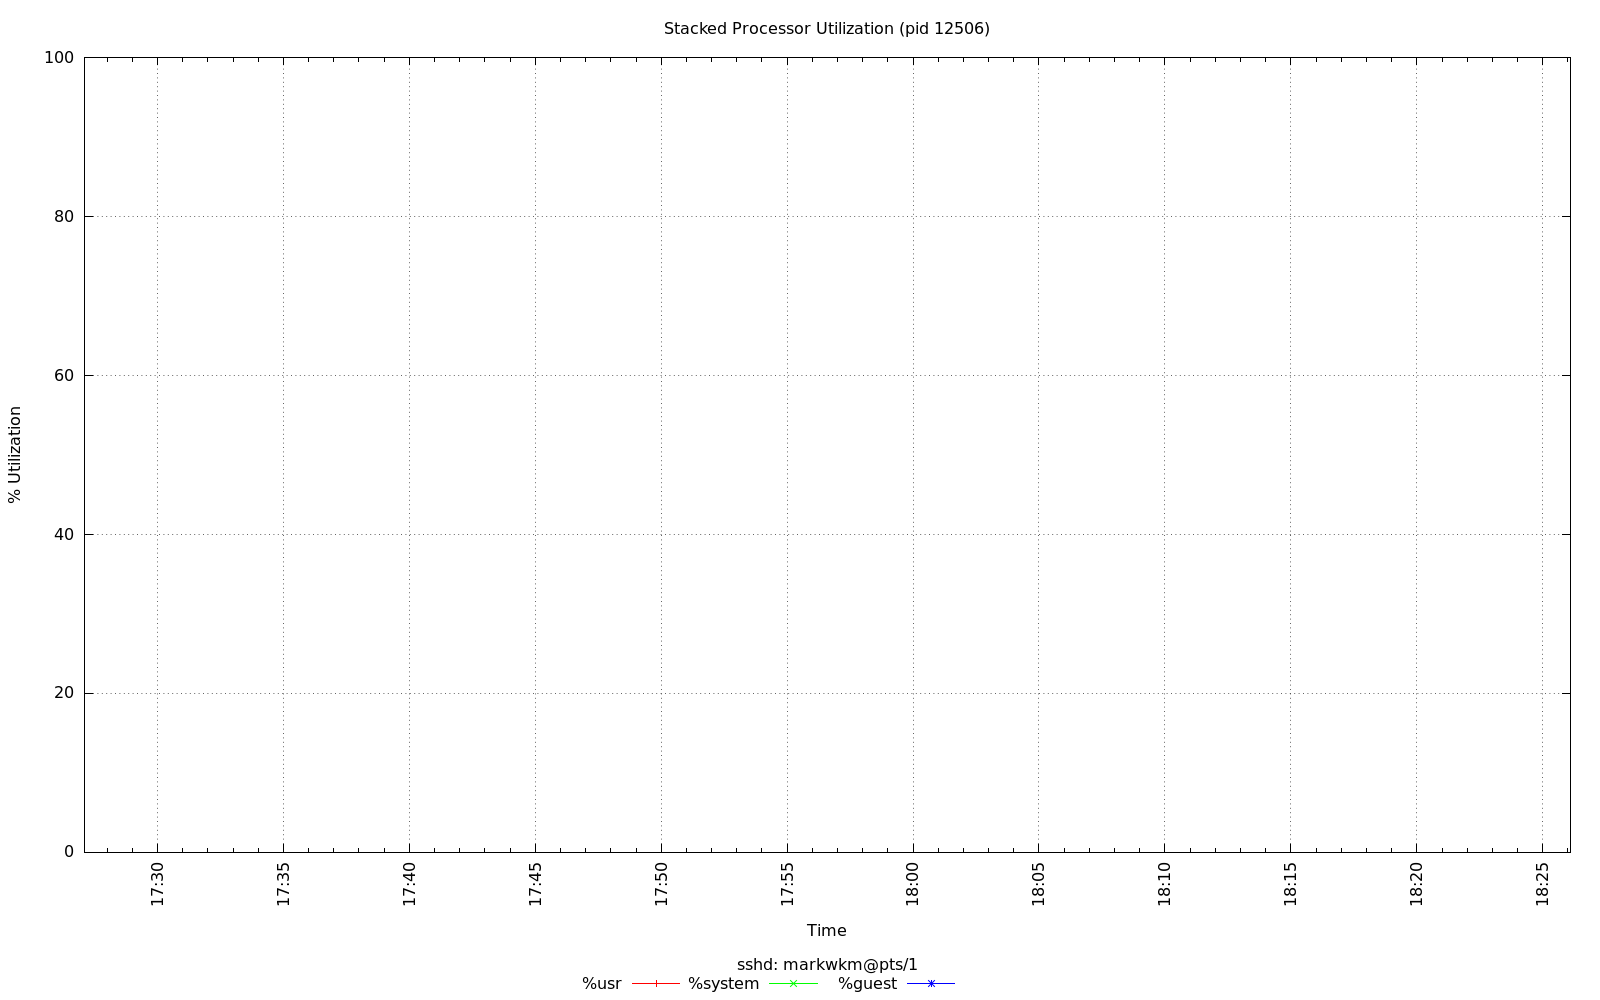 Stacked Processor Utilization (pid 12506)
100
80
60
40
20
0
% Utilization
17:30 17:35 17:40 17:45 17:50 17:55 18:00 18:05 18:10 18:15 18:20 18:25
Time
sshd: markwkm@pts/1
%usr %system %guest